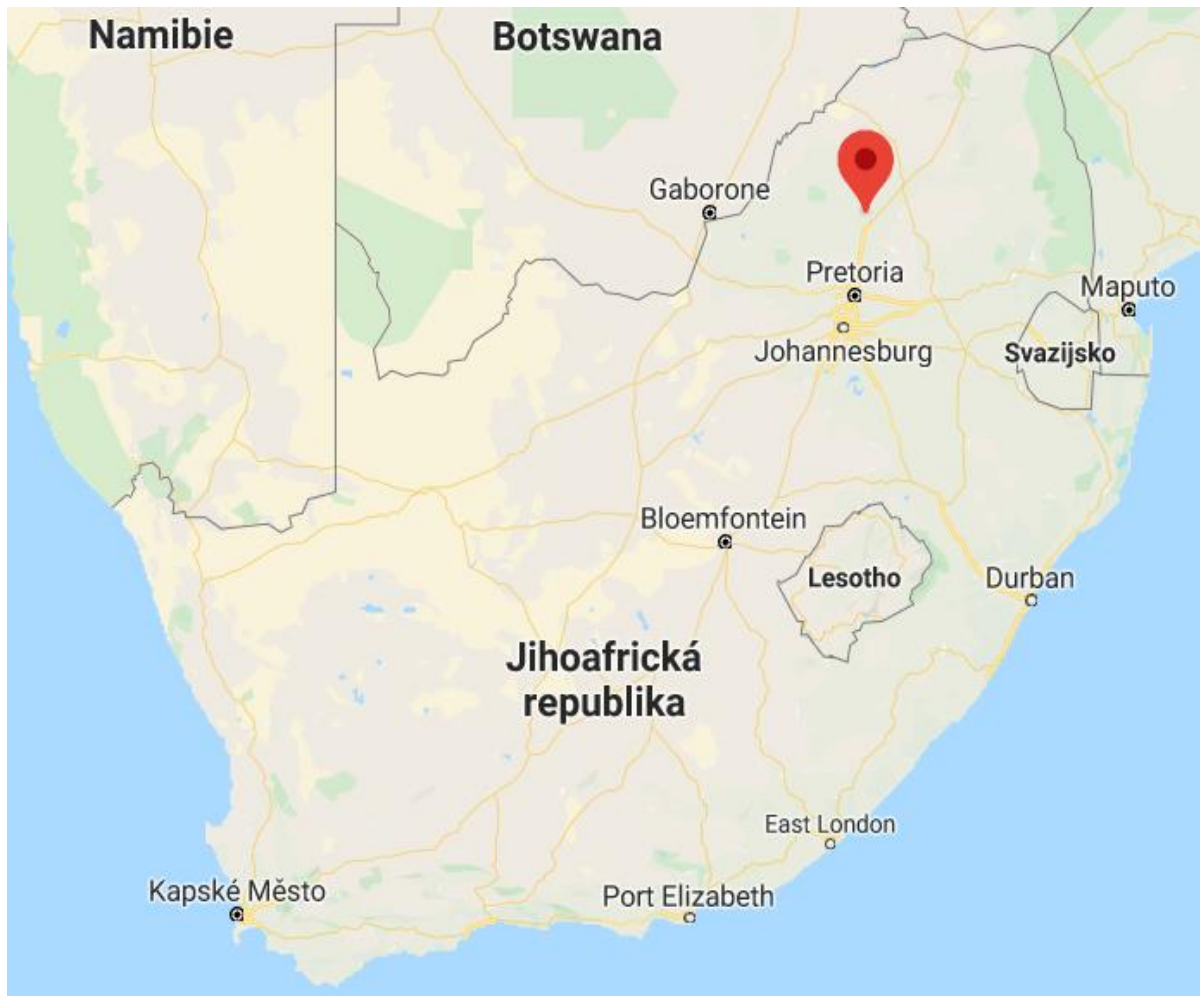 Namibie
Botswana
Gaborone
Pretoria
Maputo
Johannesburg
Svazijsko
Bloemfontein
Lesotho
Durban
Jihoafrická
republika
East London
Kapské Město
Port Elizabeth